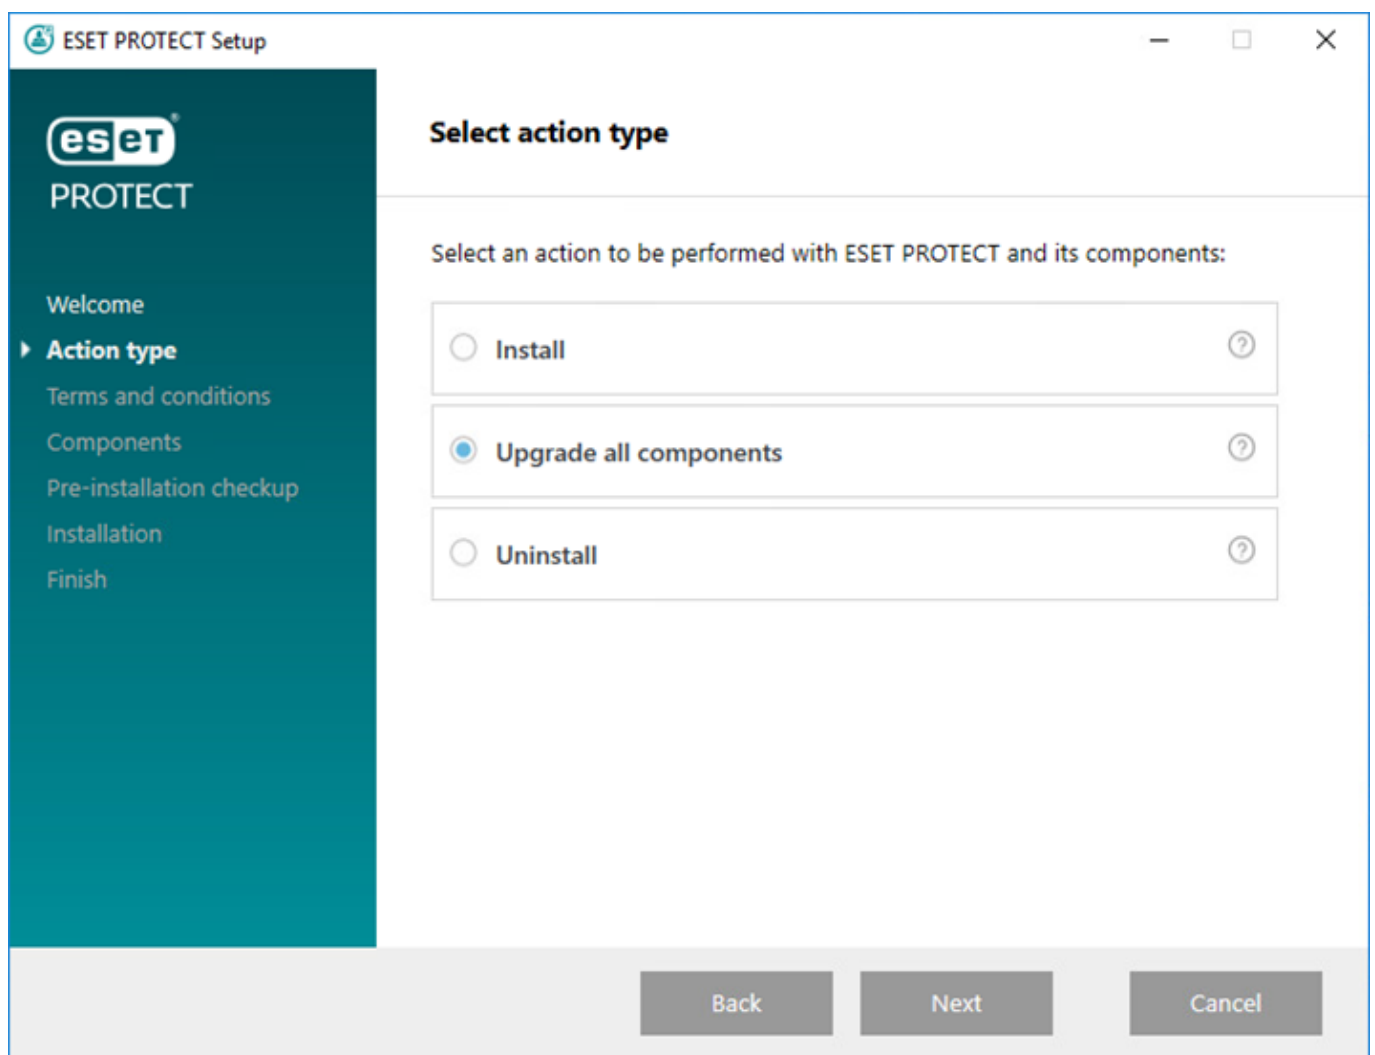 ESET PROTECT Setup
eset®
PROTECT
Welcome
Action type
Terms and conditions
Components
Pre-installation checkup
Installation
Finish
Select action type
Select an action to be performed with ESET PROTECT and its components:
Install
Upgrade all components
Uninstall
Back
Next
Cancel